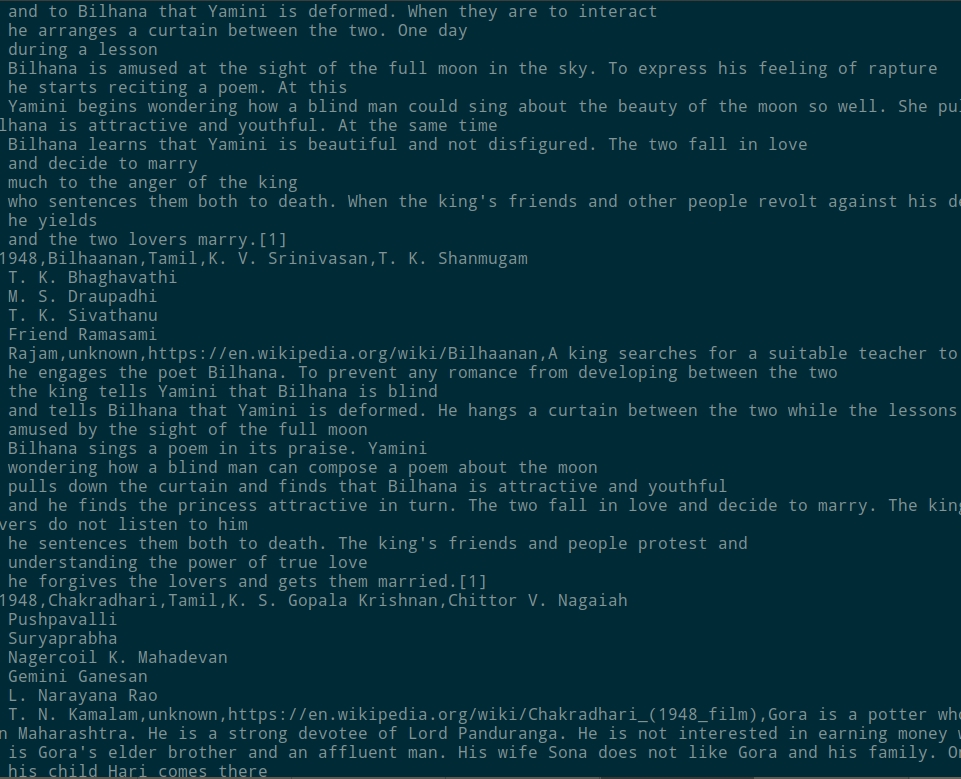 and to Bilhana that Yamini is deformed. When they are to interact
he arranges a curtain between the two. One day
during a lesson
Bilhana is amused at the sight of the full moon in the sky. To express his feeling of rapture
he starts reciting a poem. At this
Yamini begins wondering how a blind man could sing about the beauty of the moon so well. She
lhana is attractive and youthful. At the same time
Bilhana learns that Yamini is beautiful and not disfigured. The two fall in love
and decide to marry
much to the anger of the king
who sentences them both to death. When the king's friends and other people revolt against his
he yields
and the two lovers marry.[1]
1948,Bilhaanan,Tamil,K. V. Srinivasan,T. K. Shanmugam
T. K. Bhaghavathi
M. S. Draupadhi
T. K. Sivathanu
Friend Ramasami
Rajam,unknown,https://en.wikipedia.org/wiki/Bilhaanan,A king searches for a suitable teacher to
he engages the poet Bilhana. To prevent any romance from developing between the two
the king tells Yamini that Bilhana is blind
and tells Bilhana that Yamini is deformed. He hangs a curtain between the two while the lessons
amused by the sight of the full moon
Bilhana sings a poem in its praise. Yamini
wondering how a blind man can compose a poem about the moon
pulls down the curtain and finds that Bilhana is attractive and youthful
and he finds the princess attractive in turn. The two fall in love and decide to marry. The king
vers do not listen to him
he sentences them both to death. The king's friends and people protest and
understanding the power of true love
he forgives the lovers and gets them married.[1]
1948,Chakradhari,Tamil,K. S. Gopala Krishnan,Chittor V. Nagaiah
Pushpavalli
Suryaprabha
Nagercoil K. Mahadevan
Gemini Ganesan
L. Narayana Rao
T. N. Kamalam,unknown,https://en.wikipedia.org/wiki/Chakradhari_(1948_film),Gora is a potter
n Maharashtra. He is a strong devotee of Lord Panduranga. He is not interested in earning money
is Gora's elder brother and an affluent man. His wife Sona does not like Gora and his family.
his child Hari comes there